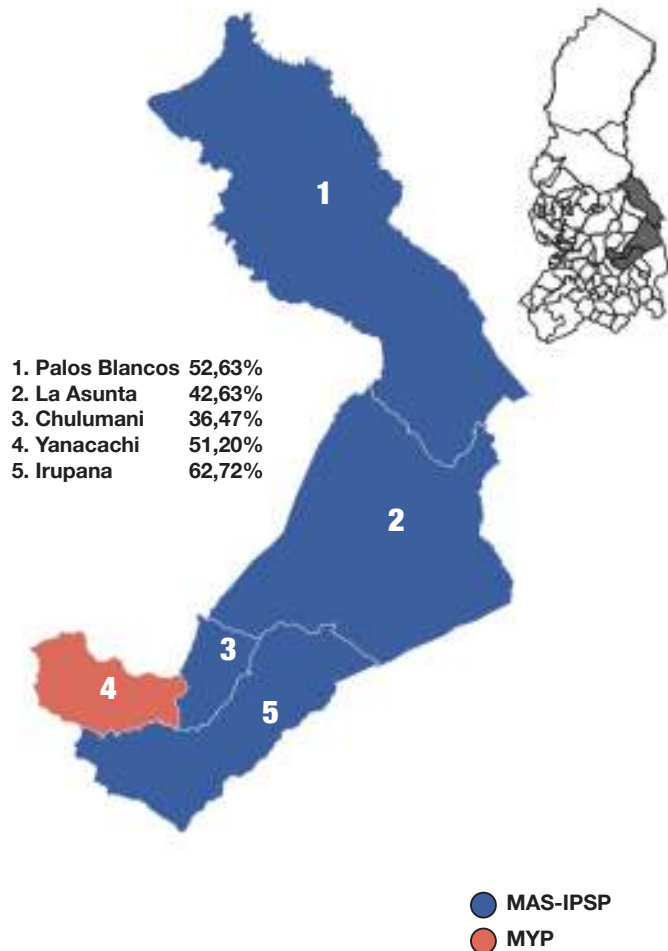 1
1. Palos Blancos 52,63%
2. La Asunta 42,63%
3. Chulumani 36,47%
4. Yanacachi 51,20%
5. Irupana 62,72%
2
3
4
5
MAS-IPSP
MYP